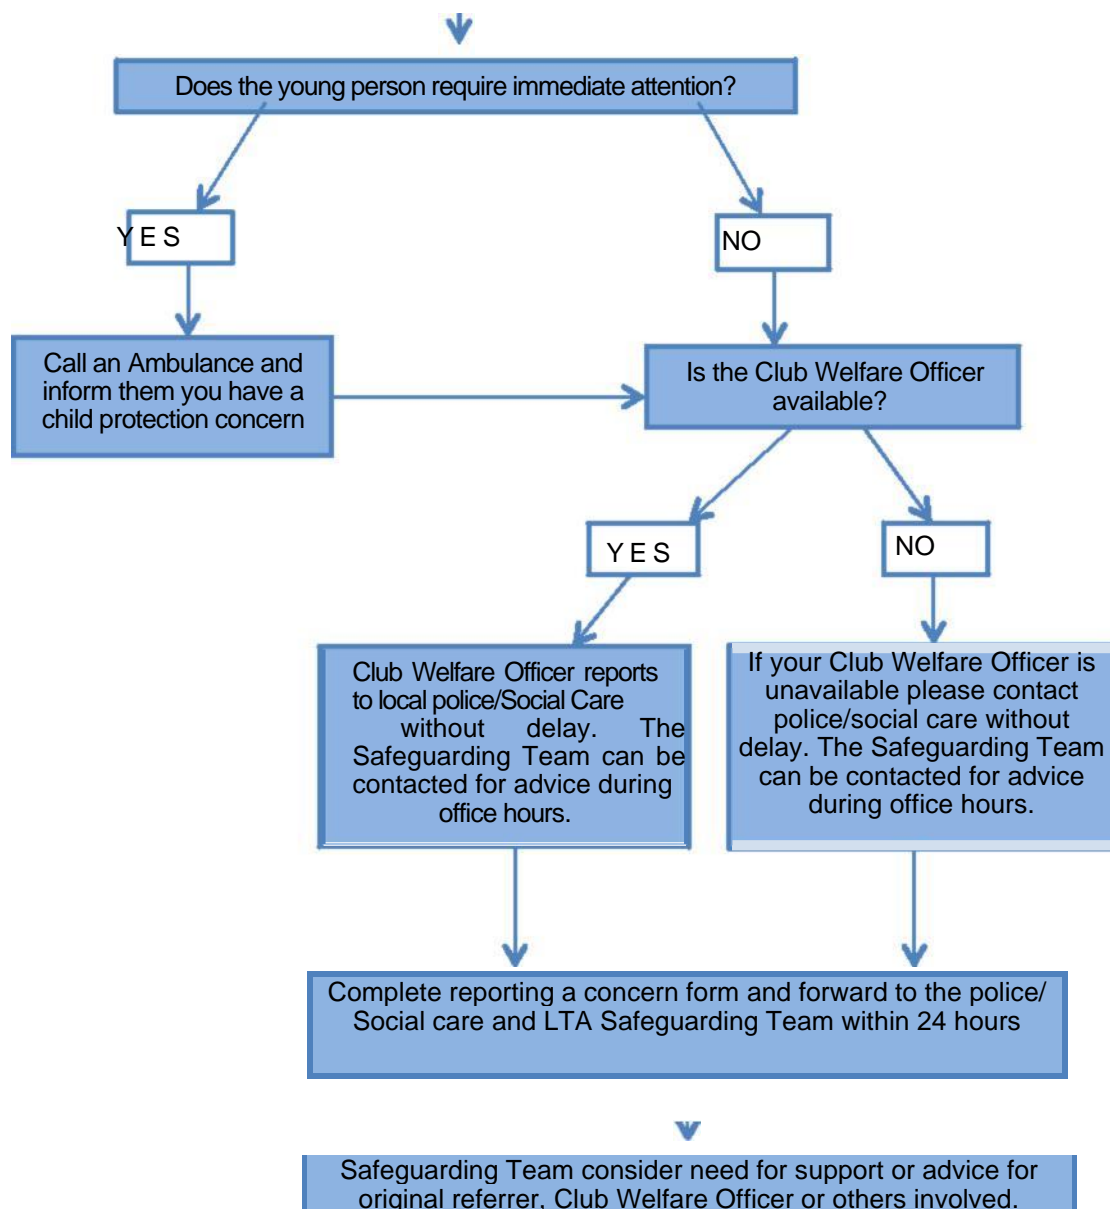 Does the young person require immediate attention?
YES
NO
Call an Ambulance and
inform them you have a
child protection concern
Is the Club Welfare Officer
available?
YES
NO
Club Welfare Officer reports
to local police/Social Care
without delay. The
Safeguarding Team can be
contacted for advice during
office hours.
If your Club Welfare Officer is
unavailable please contact
police/social care without
delay. The Safeguarding Team
can be contacted for advice
during office hours.
Complete reporting a concern form and forward to the police/
Social care and LTA Safeguarding Team within 24 hours
Safeguarding Team consider need for support or advice for
original referrer, Club Welfare Officer or others involved.